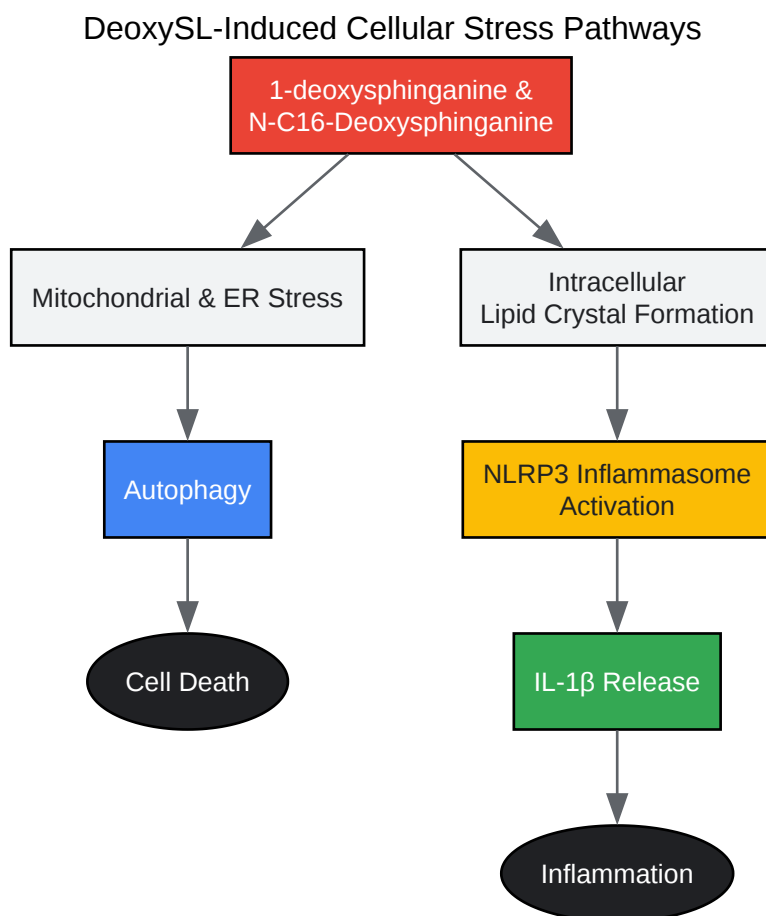 DeoxySL-Induced Cellular Stress Pathways
1-deoxysphinganine &
N-C16-Deoxysphinganine
Mitochondrial & ER Stress
Intracellular
Lipid Crystal Formation
Autophagy
NLRP3 Inflammasome
Activation
Cell Death
IL-1β Release
Inflammation